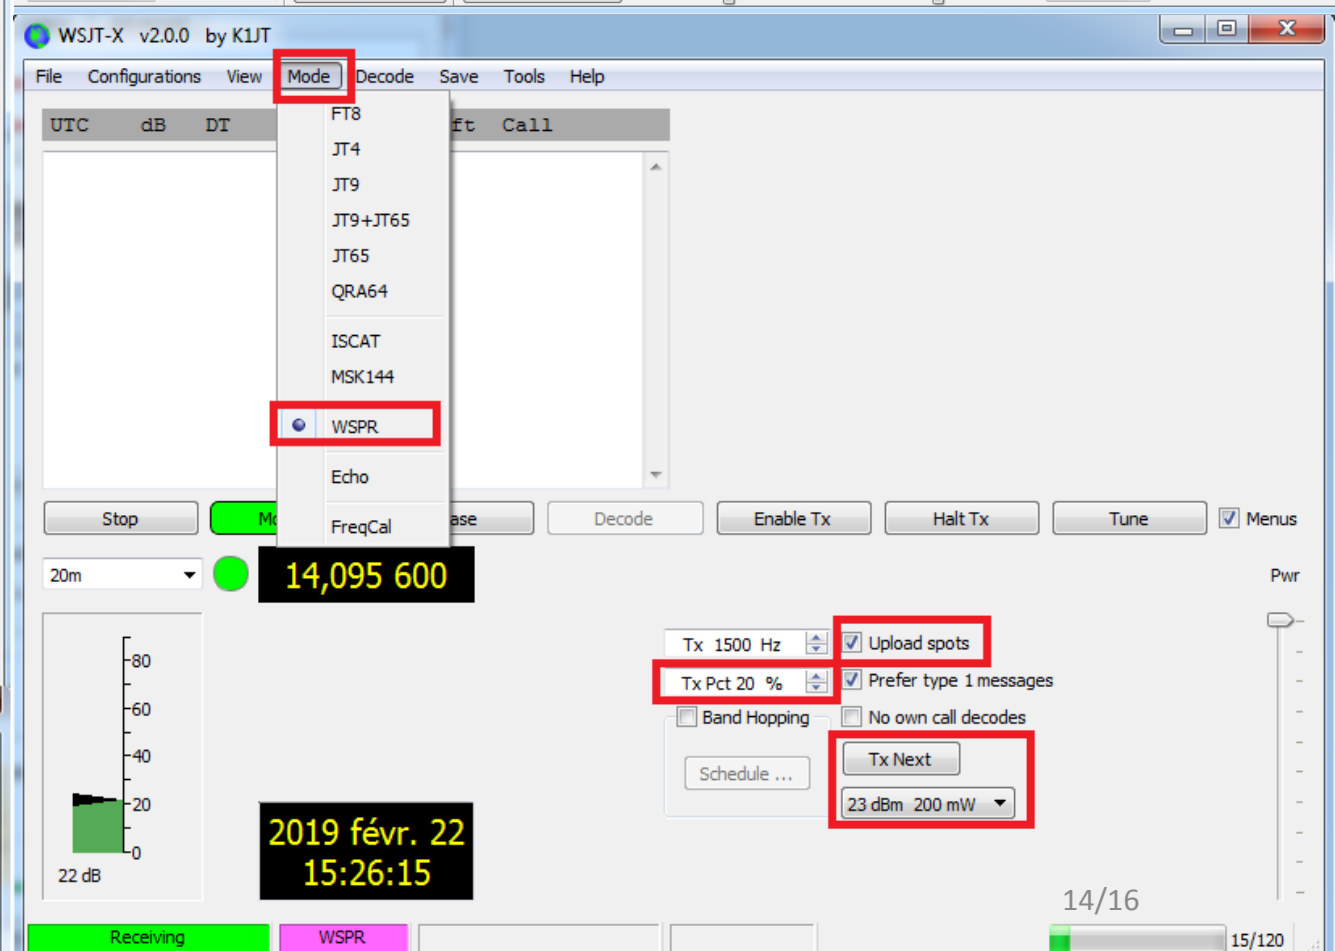 WSJT-X v2.0.0 by K1JT
File Configurations View Mode Decode Save Tools Help
UTC dB DT ft Call
FT8
JT4
JT9
JT9+JT65
JT65
QRA64
ISCAT
MSK144
WSPR
Echo
FreqCal
Stop Mo ase Decode Enable Tx Halt Tx Tune Menus
20m 14,095 600 Pwr
Tx 1500 Hz Upload spots
Tx Pct 20 % Prefer type 1 messages
Band Hopping No own call decodes
Schedule ... Tx Next
23 dBm 200 mW
-80
-60
-40
-20
-0
22 dB
2019 févr. 22
15:26:15
14/16
Receiving WSPR 15/120